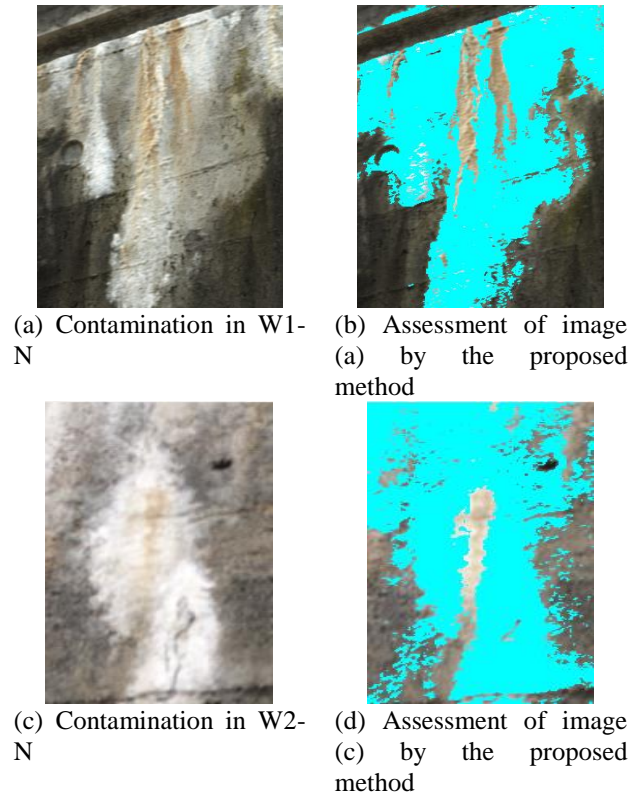 (a) Contamination in W1-
N
(b) Assessment of image
(a) by the proposed
method
(c) Contamination in W2-
N
(d) Assessment of image
(c) by the proposed
method